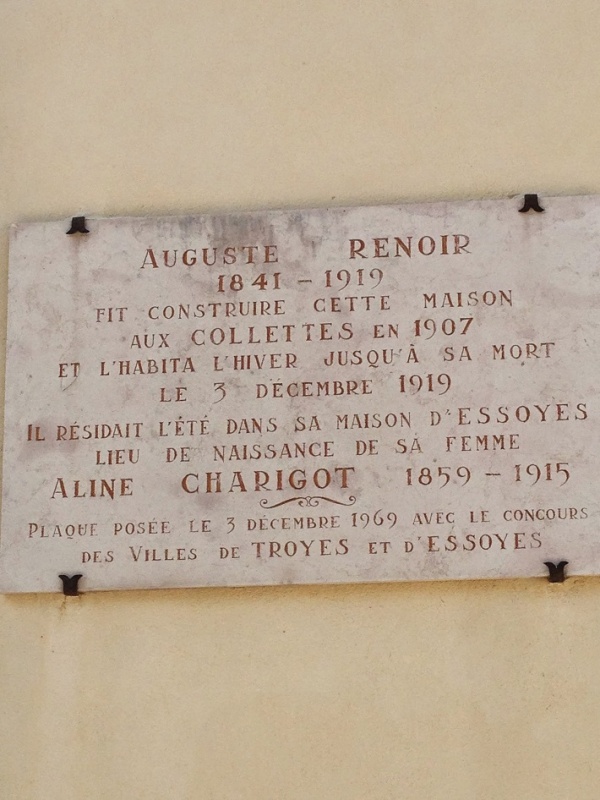 AUGUSTE RENOIR
1841 – 1919
FIT CONSTRUIRE CETTE MAISON
AUX COLLETTES EN 1907
ET L'HABITA L'HIVER JUSQU'À SA MORT
LE 3 DÉCEMBRE 1919
IL RÉSIDAIT L'ÉTÉ DANS SA MAISON D'ESSOYES
LIEU DE NAISSANCE DE SA FEMME
ALINE CHARIGOT 1859 – 1915
PLAQUE POSÉE LE 3 DÉCEMBRE 1969 AVEC LE CONCOURS
DES VILLES DE TROYES ET D'ESSOYES